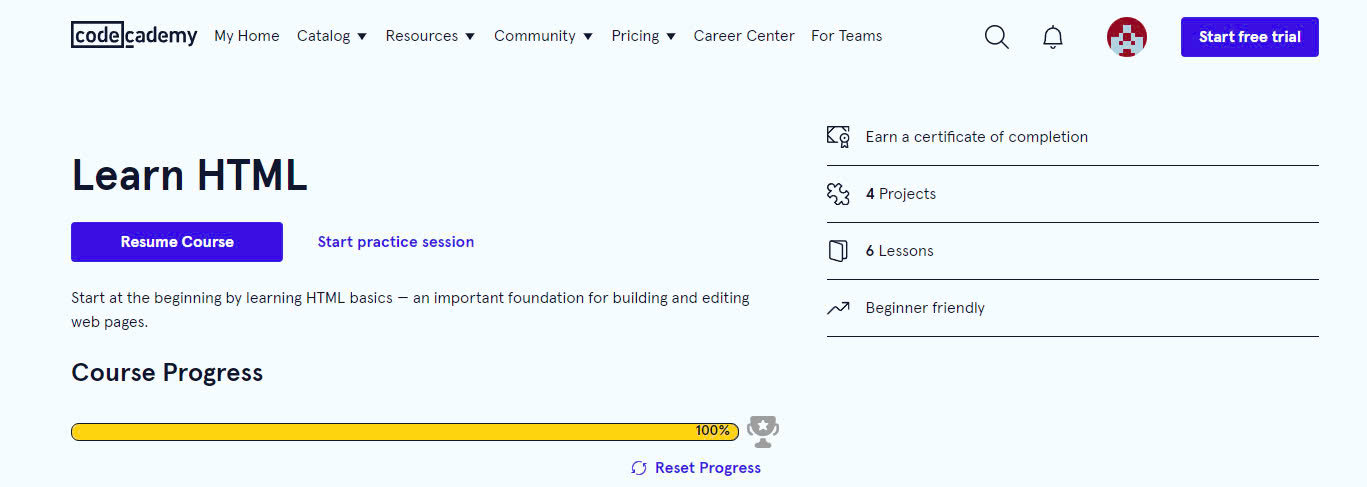 codecademy My Home Catalog Resources Community Pricing Career Center For Teams Start free trial
Learn HTML
Resume Course Start practice session
Start at the beginning by learning HTML basics — an important foundation for building and editing
web pages.
Course Progress
100%
Reset Progress
Earn a certificate of completion
4 Projects
6 Lessons
Beginner friendly